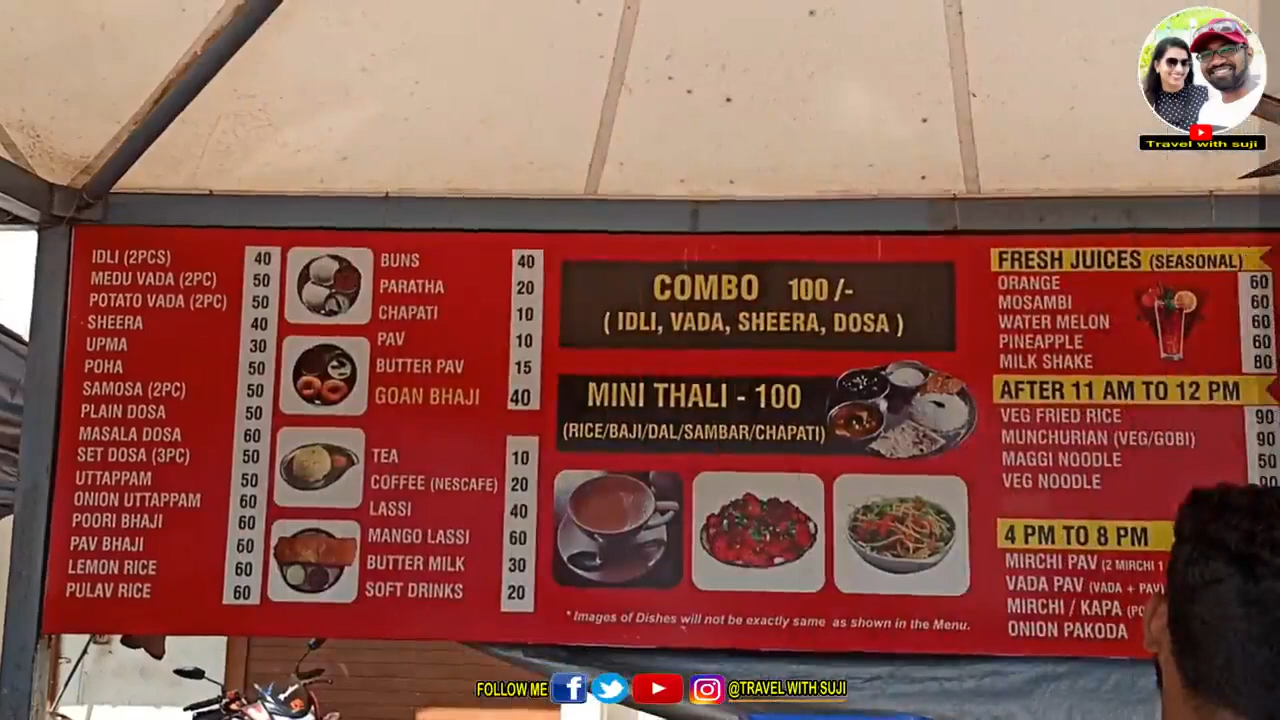 Travel with suji
IDLI (2PCS) 40
MEDU VADA (2PC) 50
POTATO VADA (2PC) 50
SHEERA 40
UPMA 30
POHA 50
SAMOSA (2PC) 50
PLAIN DOSA 50
MASALA DOSA 60
SET DOSA (3PC) 50
UTTAPPAM 50
ONION UTTAPPAM 60
POORI BHAJI 60
PAV BHAJI 60
LEMON RICE 60
PULAV RICE 60
BUNS 40
PARATHA 20
CHAPATI 10
PAV 10
BUTTER PAV 15
GOAN BHAJI 40
TEA 10
COFFEE (NESCAFE) 20
LASSI 40
MANGO LASSI 60
BUTTER MILK 30
SOFT DRINKS 20
COMBO 100 /-
( IDLI, VADA, SHEERA, DOSA )
MINI THALI - 100
(RICE/BAJI/DAL/SAMBAR/CHAPATI)
* Images of Dishes will not be exactly same as shown in the Menu.
FRESH JUICES (SEASONAL)
ORANGE 60
MOSAMBI 60
WATER MELON 60
PINEAPPLE 60
MILK SHAKE 80
AFTER 11 AM TO 12 PM
VEG FRIED RICE 90
MUNCHURIAN (VEG/GOBI) 90
MAGGI NOODLE 50
VEG NOODLE 90
4 PM TO 8 PM
MIRCHI PAV (2 MIRCHI 1
VADA PAV (VADA + PAV)
MIRCHI / KAPA
ONION PAKODA
FOLLOW ME @TRAVEL WITH SUJI